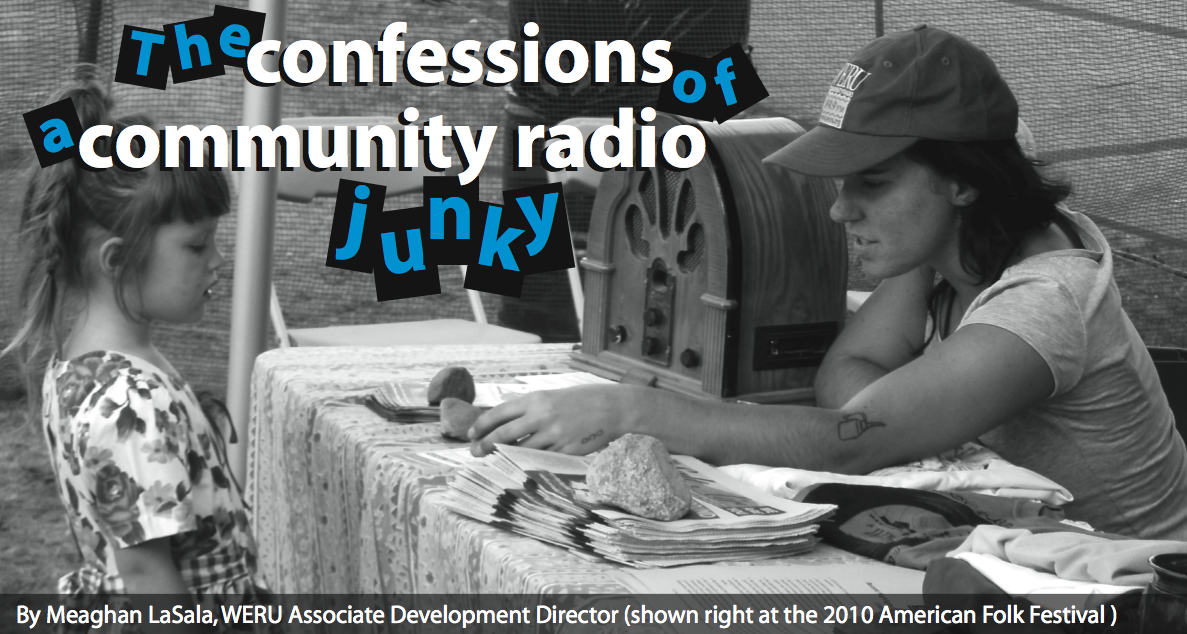 The confessions of
a community radio
junky
WERU
By Meaghan LaSala, WERU Associate Development Director (shown right at the 2010 American Folk Festival )